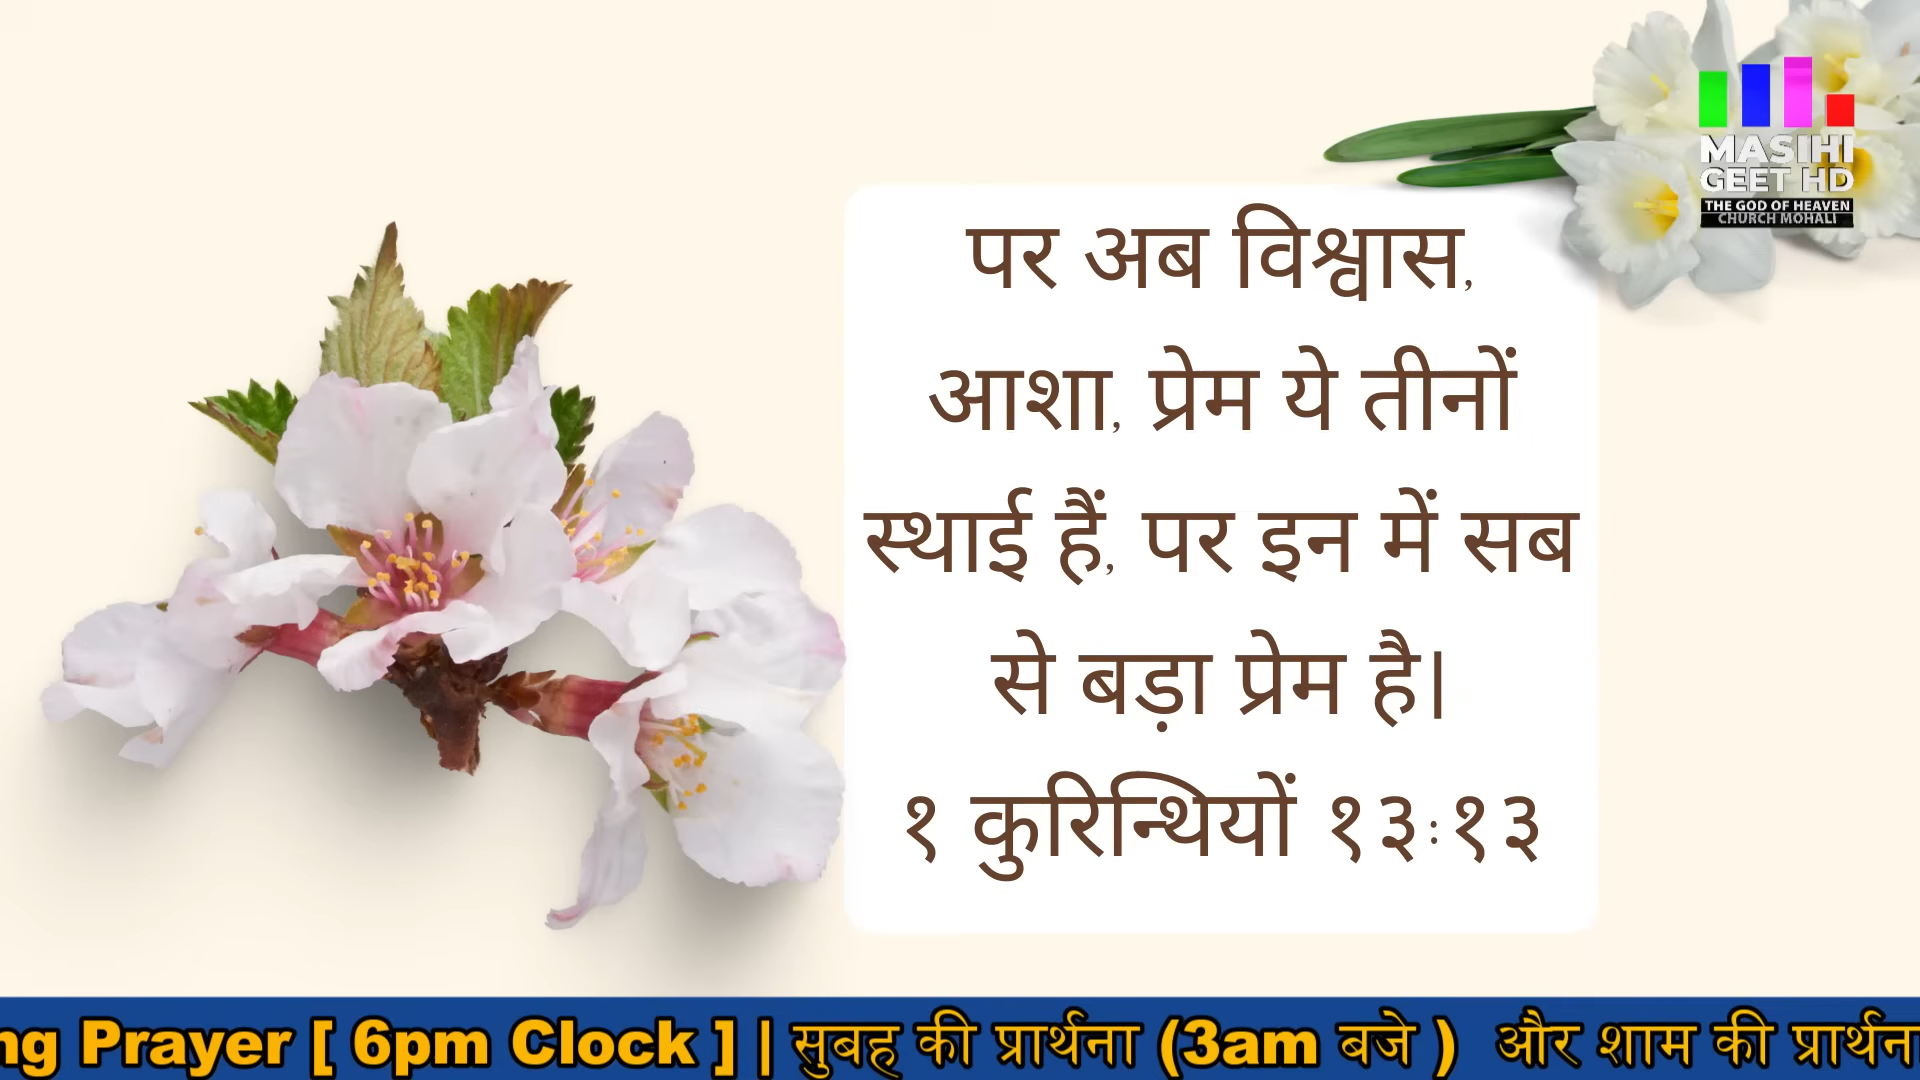 MASIHI
GEET HD
THE GOD OF HEAVEN
CHURCH MOHALI
पर अब विश्वास,
आशा, प्रेम ये तीनों
स्थाई हैं, पर इन में सब
से बड़ा प्रेम है।
१ कुरिन्थियों १३:१३
ng Prayer [ 6pm Clock ] | सुबह की प्रार्थना (3am बजे ) और शाम की प्रार्थन